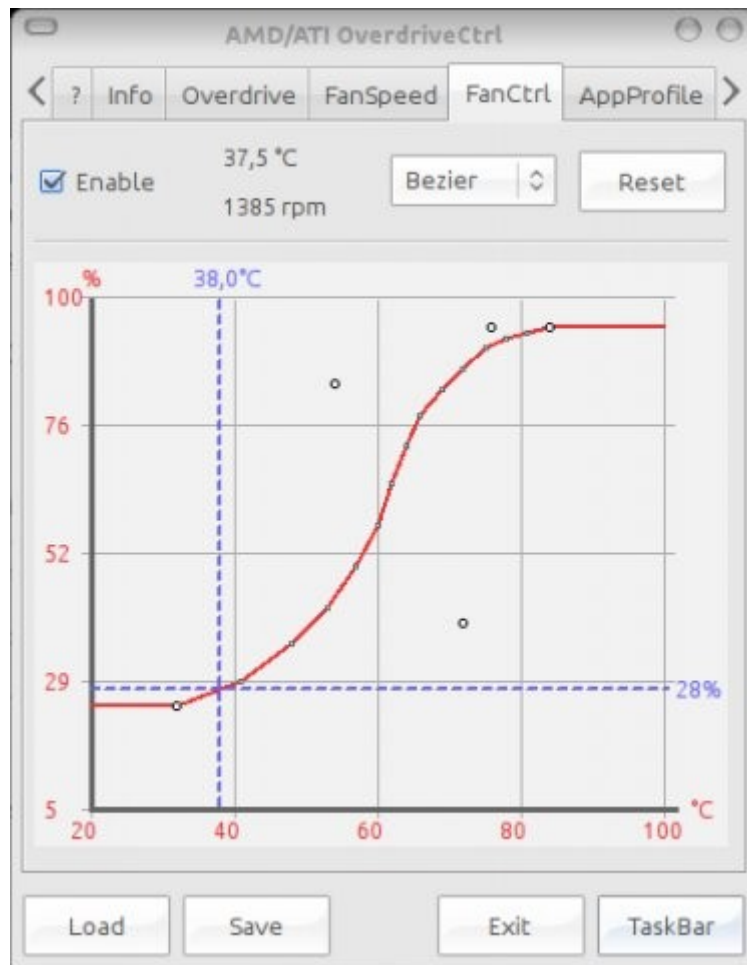 AMD/ATI OverdriveCtrl
? Info Overdrive FanSpeed FanCtrl AppProfile
Enable 37,5 °C Bezier Reset
1385 rpm
% 38,0°C
100
76
52
29
28%
5 °C
20 40 60 80 100
Load Save Exit TaskBar